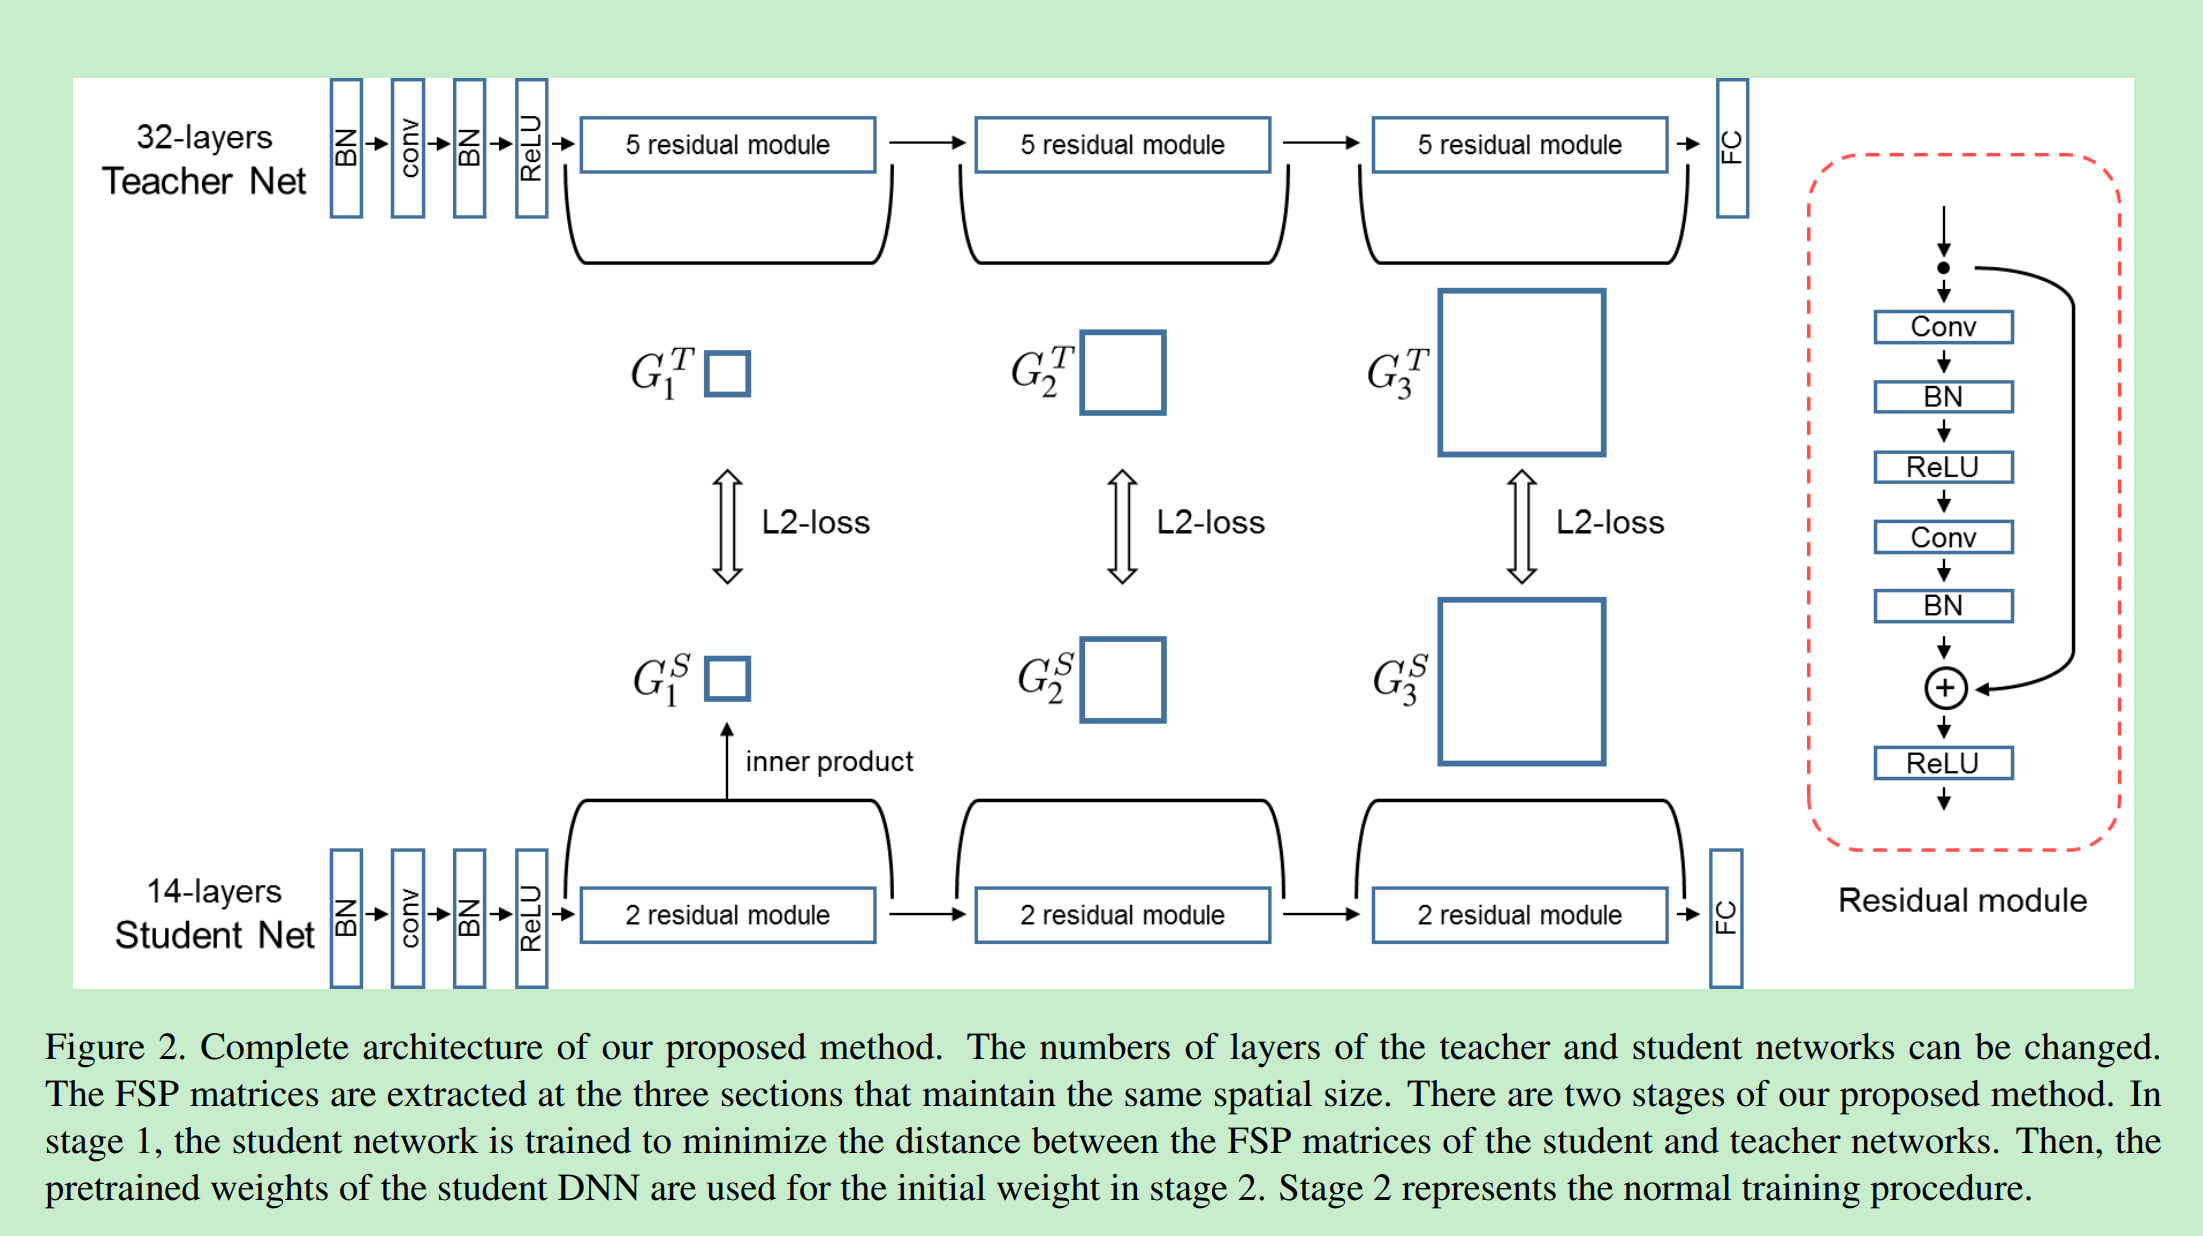 32-layers
Teacher Net
BN
conv
BN
ReLU
5 residual module
5 residual module
5 residual module
FC
G_1^T
G_2^T
G_3^T
L2-loss
L2-loss
L2-loss
G_1^S
G_2^S
G_3^S
inner product
14-layers
Student Net
BN
conv
BN
ReLU
2 residual module
2 residual module
2 residual module
FC
Conv
BN
ReLU
Conv
BN
+
ReLU
Residual module
Figure 2. Complete architecture of our proposed method. The numbers of layers of the teacher and student networks can be changed.
The FSP matrices are extracted at the three sections that maintain the same spatial size. There are two stages of our proposed method. In
stage 1, the student network is trained to minimize the distance between the FSP matrices of the student and teacher networks. Then, the
pretrained weights of the student DNN are used for the initial weight in stage 2. Stage 2 represents the normal training procedure.